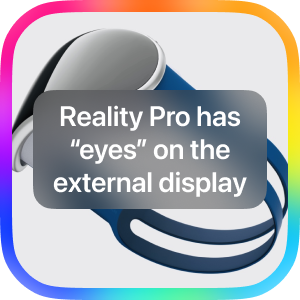 Reality Pro has
“eyes” on the
external display